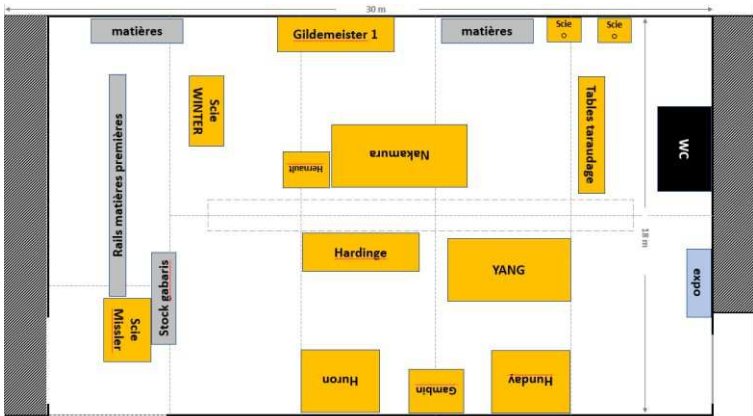 30 m
matières
Gildemeister 1
matières
Scie
Scie
Scie
WINTER
Rails matières premières
Hernault
Nakamura
Tables taraudage
WC
18 m
Hardinge
YANG
expo
Stock gabaris
Scie
Missler
Huron
Gambin
Hunday